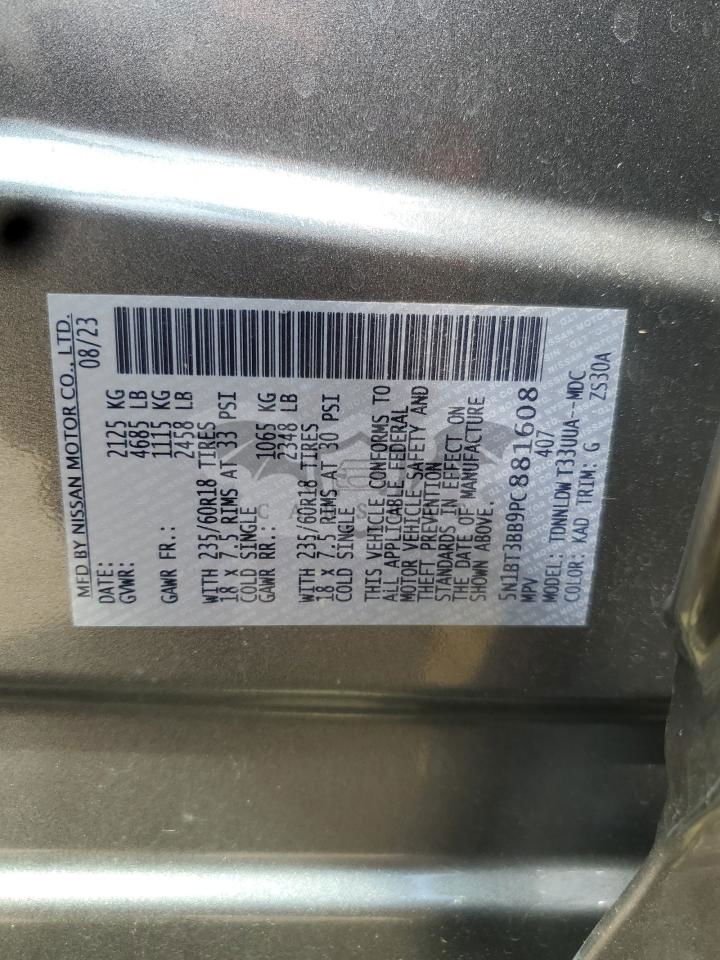 MFD BY NISSAN MOTOR CO., LTD.
DATE: 08/23
GVWR: 2125 KG
4685 LB
GAWR FR.: 1115 KG
2458 LB
WITH 235/60R18 TIRES
18 x 7.5 RIMS AT 33 PSI
COLD SINGLE
GAWR RR.: 1065 KG
2348 LB
WITH 235/60R18 TIRES
18 x 7.5 RIMS AT 30 PSI
COLD SINGLE
THIS VEHICLE CONFORMS TO
ALL APPLICABLE FEDERAL
MOTOR VEHICLE SAFETY AND
THEFT PREVENTION
STANDARDS IN EFFECT ON
THE DATE OF MANUFACTURE
SHOWN ABOVE.
5N1BT3BB9PC881608
MPV 407
MODEL: TDNNLDW T33UUA--MDC
COLOR: KAD TRIM: G ZS30A